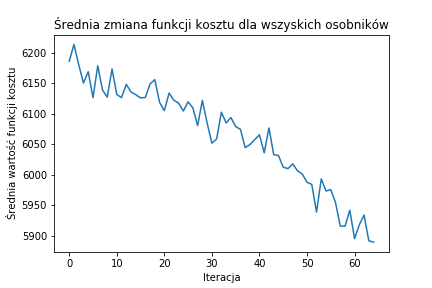 Średnia zmiana funkcji kosztu dla wszyskich osobników
Średnia wartość funkcji kosztu
6200
6150
6100
6050
6000
5950
5900
0 10 20 30 40 50 60
Iteracja